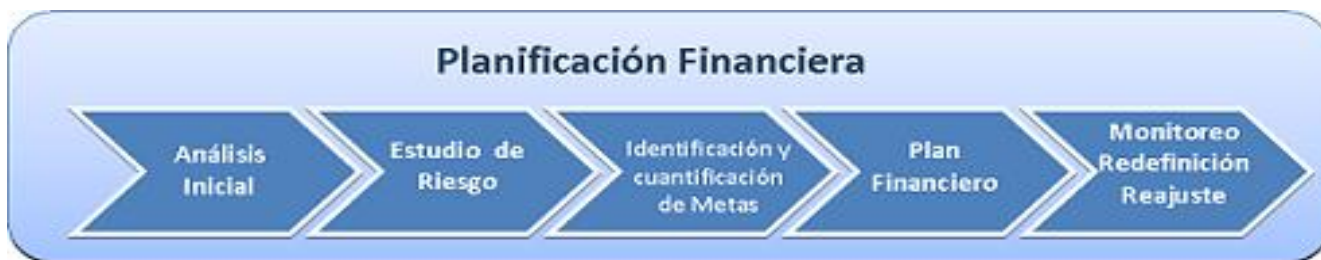 Planificación Financiera
Análisis
Inicial
Estudio de
Riesgo
Identificación y
cuantificación
de Metas
Plan
Financiero
Monitoreo
Redefinición
Reajuste